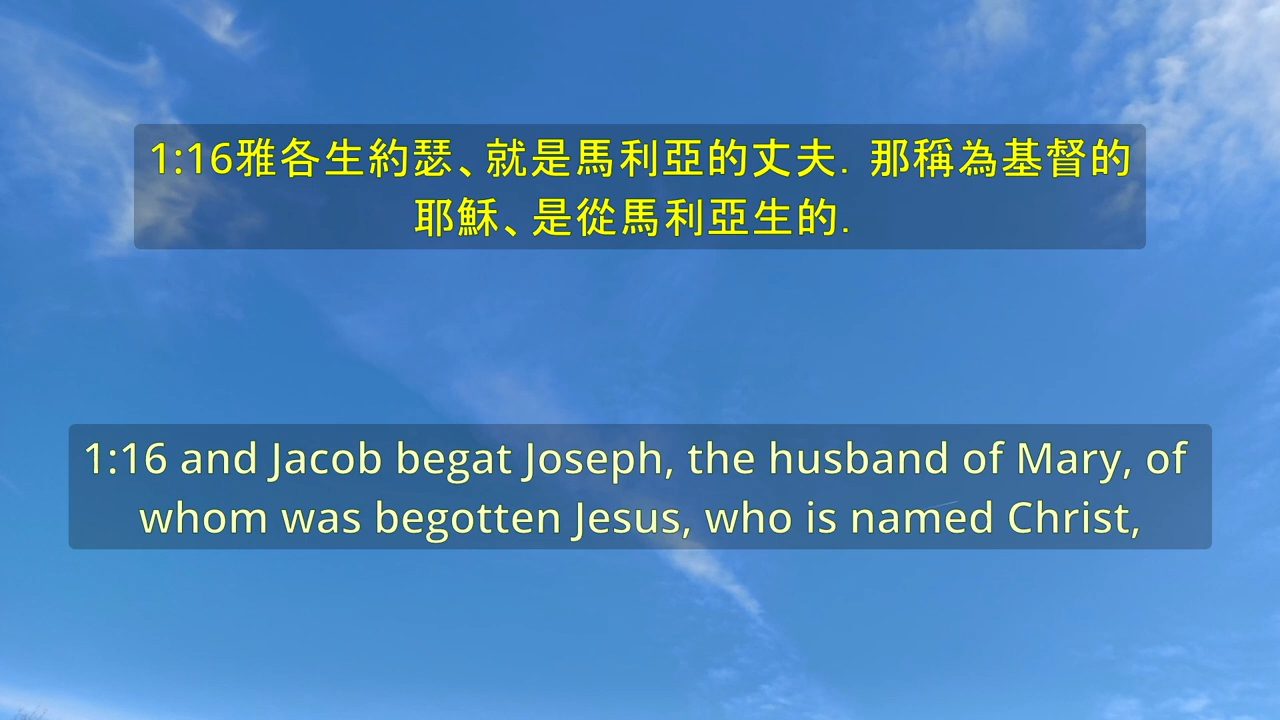 1:16雅各生約瑟、就是馬利亞的丈夫. 那稱為基督的
耶穌、是從馬利亞生的.
1:16 and Jacob begat Joseph, the husband of Mary, of
whom was begotten Jesus, who is named Christ,